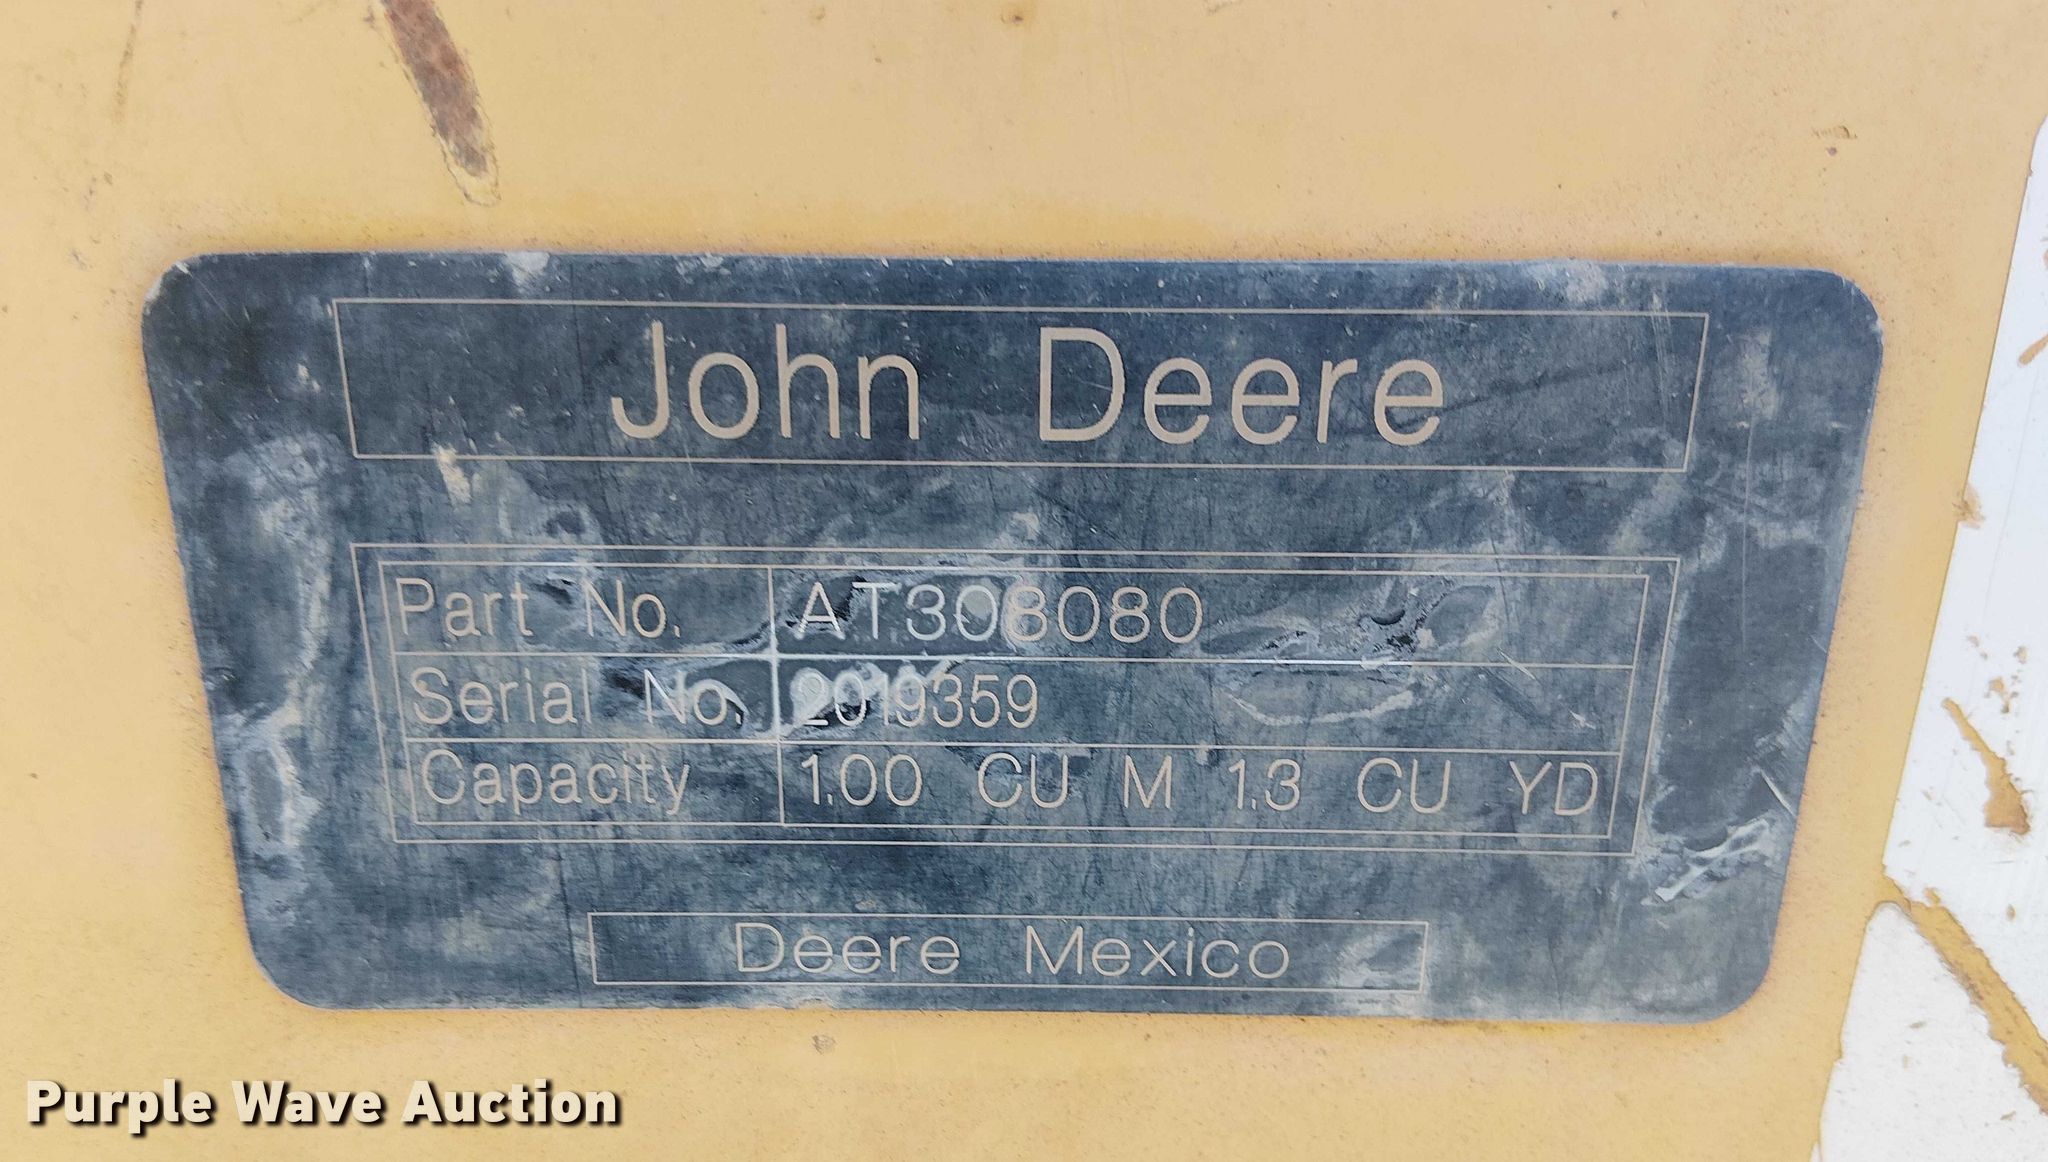 John Deere
Part No. AT308080
Serial No. 2019359
Capacity 1.00 CU M 1.3 CU YD
Deere Mexico
Purple Wave Auction